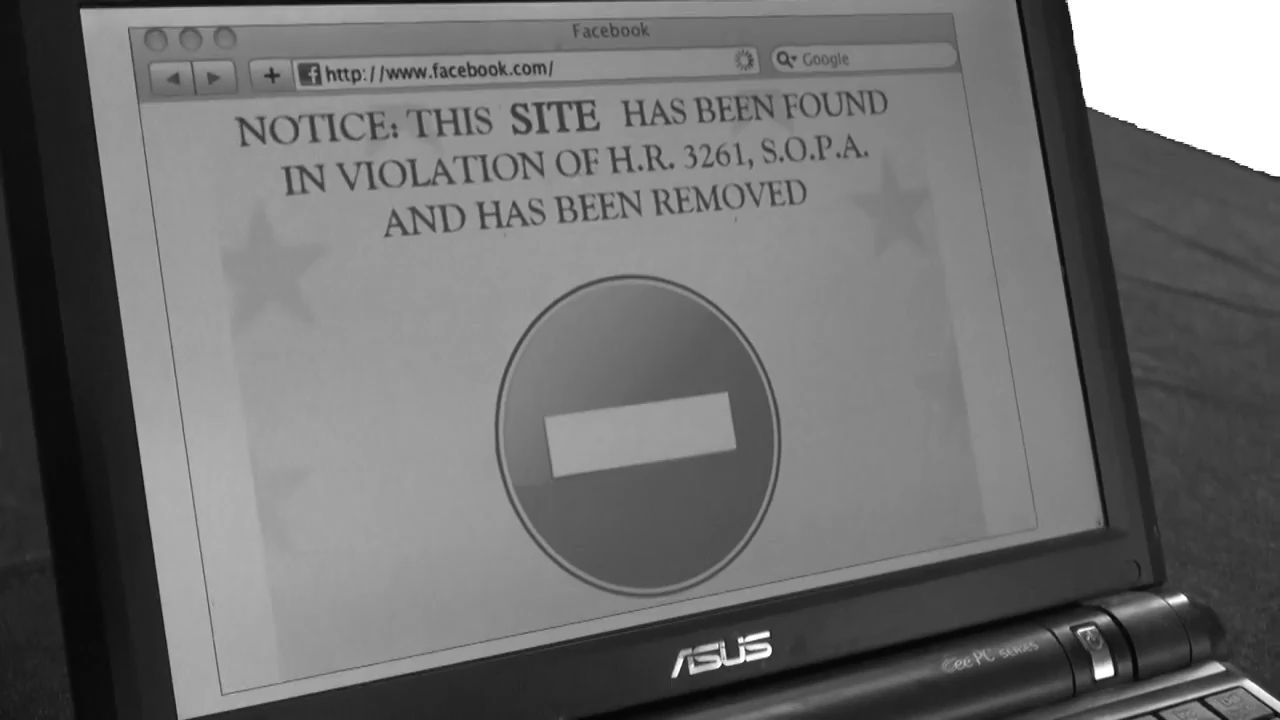 Facebook
http://www.facebook.com/
Google
NOTICE: THIS SITE HAS BEEN FOUND
IN VIOLATION OF H.R. 3261, S.O.P.A.
AND HAS BEEN REMOVED
ASUS
eee PC SERIES